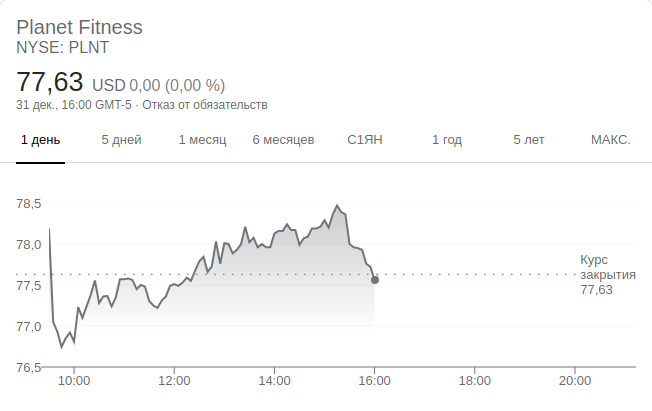 Planet Fitness
NYSE: PLNT
77,63 USD 0,00 (0,00 %)
31 дек., 16:00 GMT-5 · Отказ от обязательств
1 день 5 дней 1 месяц 6 месяцев С1ЯН 1 год 5 лет МАКС.
78,5
78,0
Курс
закрытия
77,63
77,5
77,0
76,5
10:00 12:00 14:00 16:00 18:00 20:00